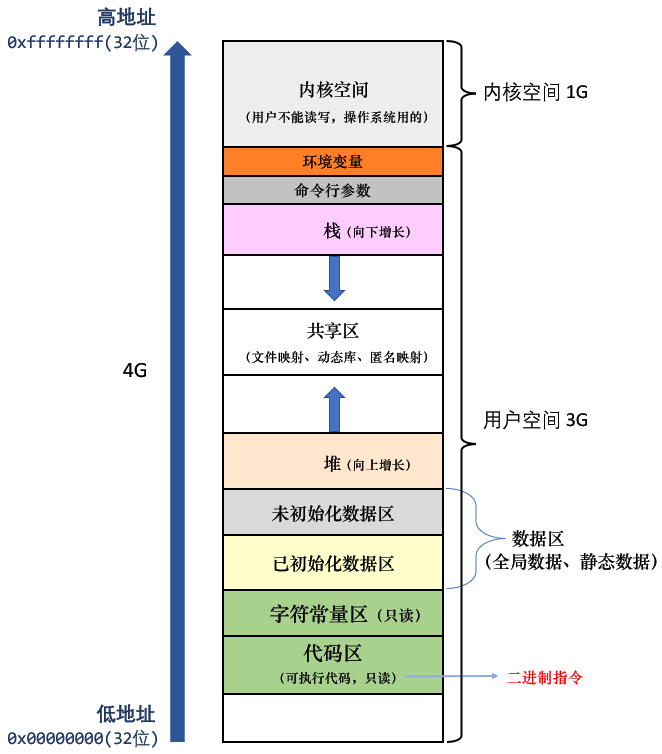 高地址
0xffffffff(32位)
内核空间
（用户不能读写，操作系统用的）
内核空间 1G
环境变量
命令行参数
栈（向下增长）
共享区
（文件映射、动态库、匿名映射）
4G
用户空间 3G
堆（向上增长）
未初始化数据区
数据区
（全局数据、静态数据）
已初始化数据区
字符常量区（只读）
代码区
（可执行代码，只读）
二进制指令
低地址
0x00000000(32位)